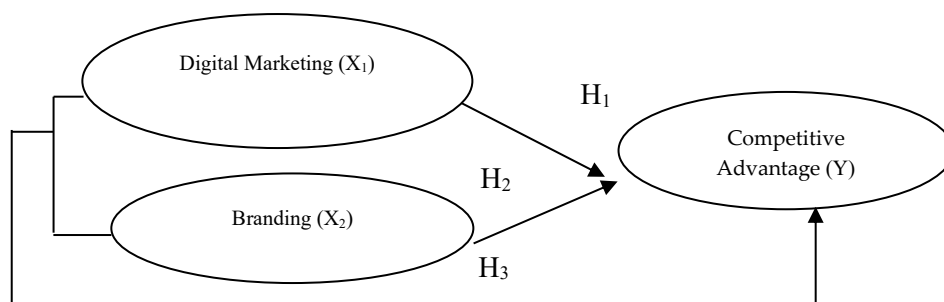 Digital Marketing (X₁)
H₁
Competitive
Advantage (Y)
H₂
Branding (X₂)
H₃